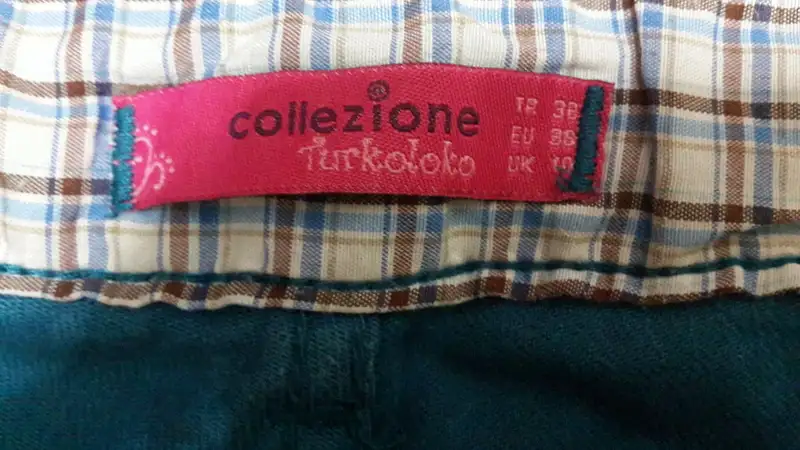 collezione
Turkoloko
TR 38
EU 38
UK 10